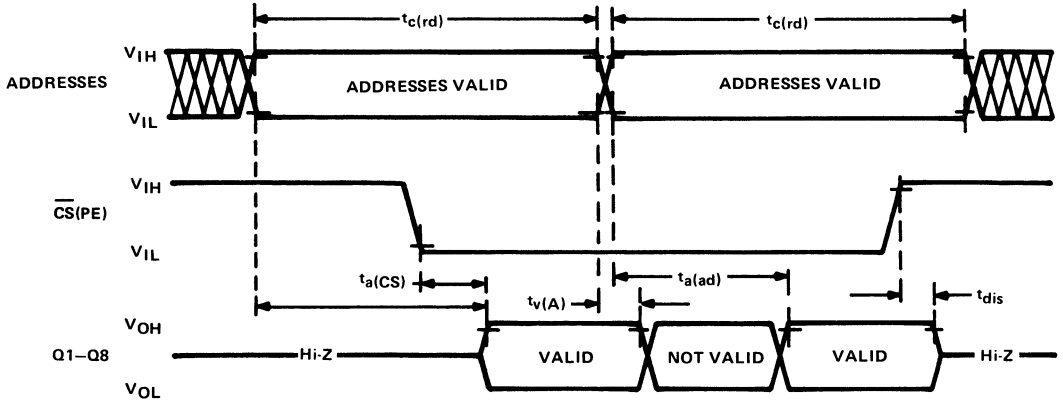 tc(rd) tc(rd)
VIH
ADDRESSES ADDRESSES VALID ADDRESSES VALID
VIL
VIH
CS(PE)
VIL
ta(CS) tv(A) ta(ad) tdis
VOH
Q1—Q8 Hi-Z VALID NOT VALID VALID Hi-Z
VOL